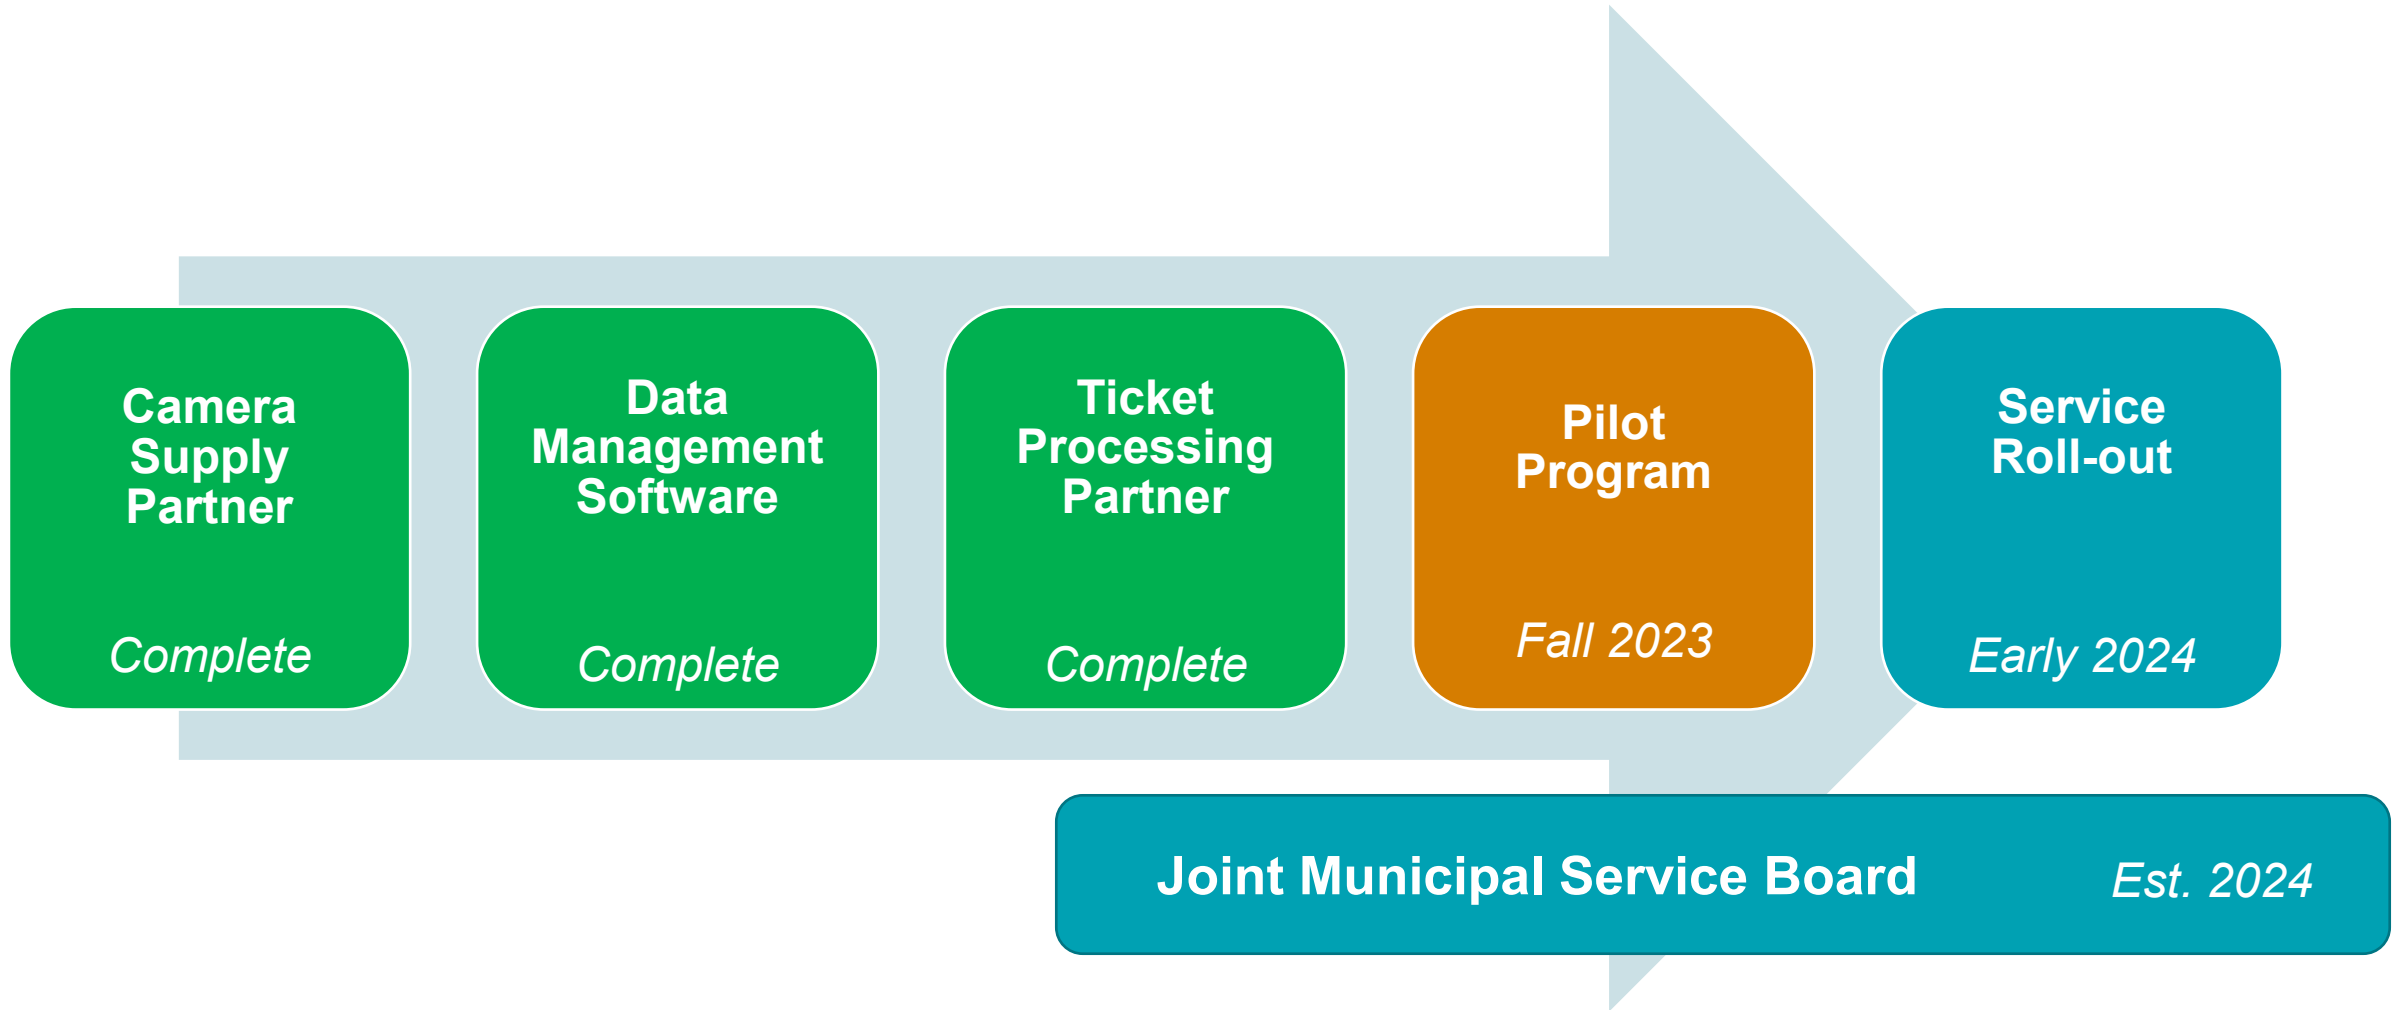 Camera
Supply
Partner
Complete
Data
Management
Software
Complete
Ticket
Processing
Partner
Complete
Pilot
Program
Fall 2023
Service
Roll-out
Early 2024
Joint Municipal Service Board
Est. 2024